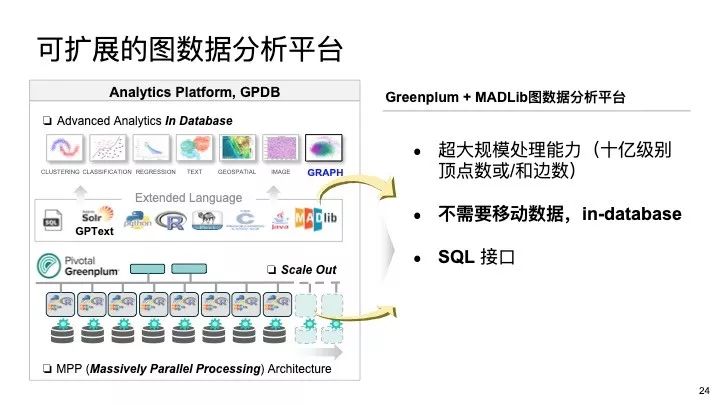 可扩展的图数据分析平台
Analytics Platform, GPDB
❏ Advanced Analytics In Database
CLUSTERING CLASSIFICATION REGRESSION TEXT GEOSPATIAL IMAGE GRAPH
Extended Language
SQL Solr python R C Java MADlib
GPText
Pivotal
Greenplum
❏ Scale Out
❏ MPP (Massively Parallel Processing) Architecture
Greenplum + MADLib图数据分析平台
● 超大规模处理能力（十亿级别
顶点数或/和边数）
● 不需要移动数据，in-database
● SQL 接口
24